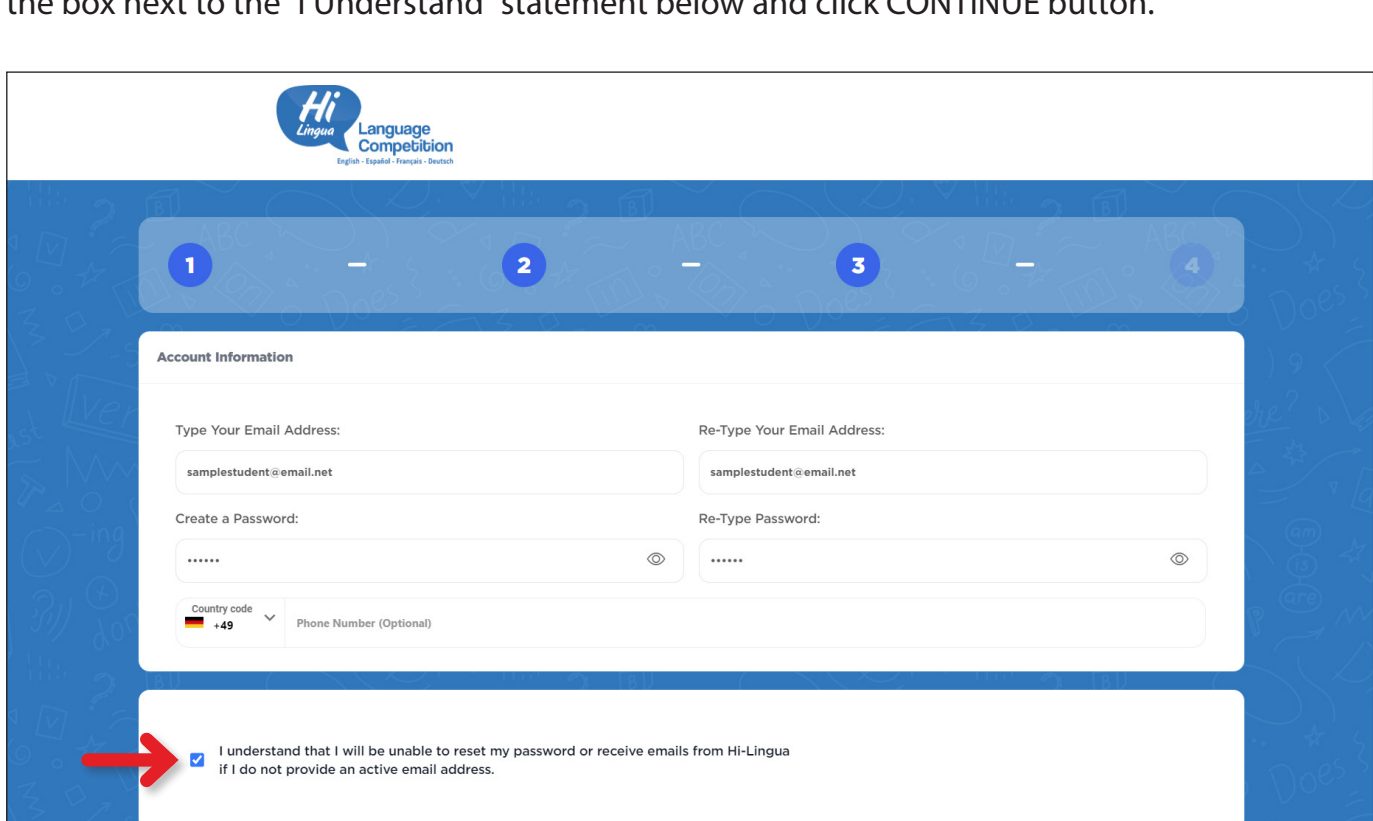 the box next to the "I Understand" statement below and click CONTINUE button.
Hi
Lingua
Language
Competition
English - Español - Français - Deutsch
1 – 2 – 3 – 4
Account Information
Type Your Email Address: Re-Type Your Email Address:
samplestudent@email.net samplestudent@email.net
Create a Password: Re-Type Password:
•••••• ••••••
Country code
+49 Phone Number (Optional)
I understand that I will be unable to reset my password or receive emails from Hi-Lingua
if I do not provide an active email address.